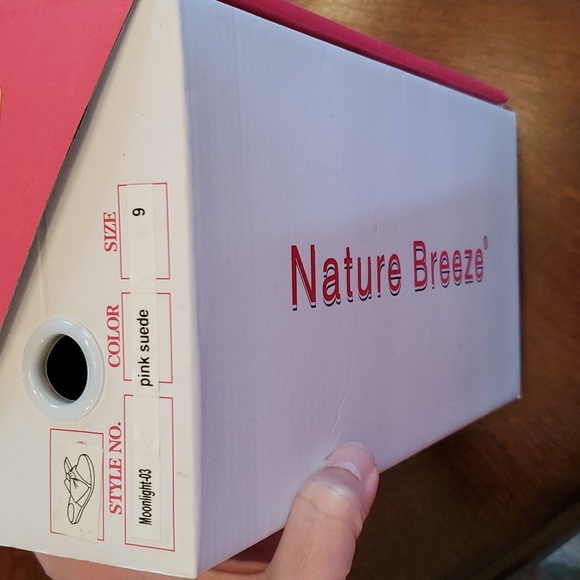 STYLE NO.
Moonlight-03
COLOR
pink suede
SIZE
9
Nature Breeze®